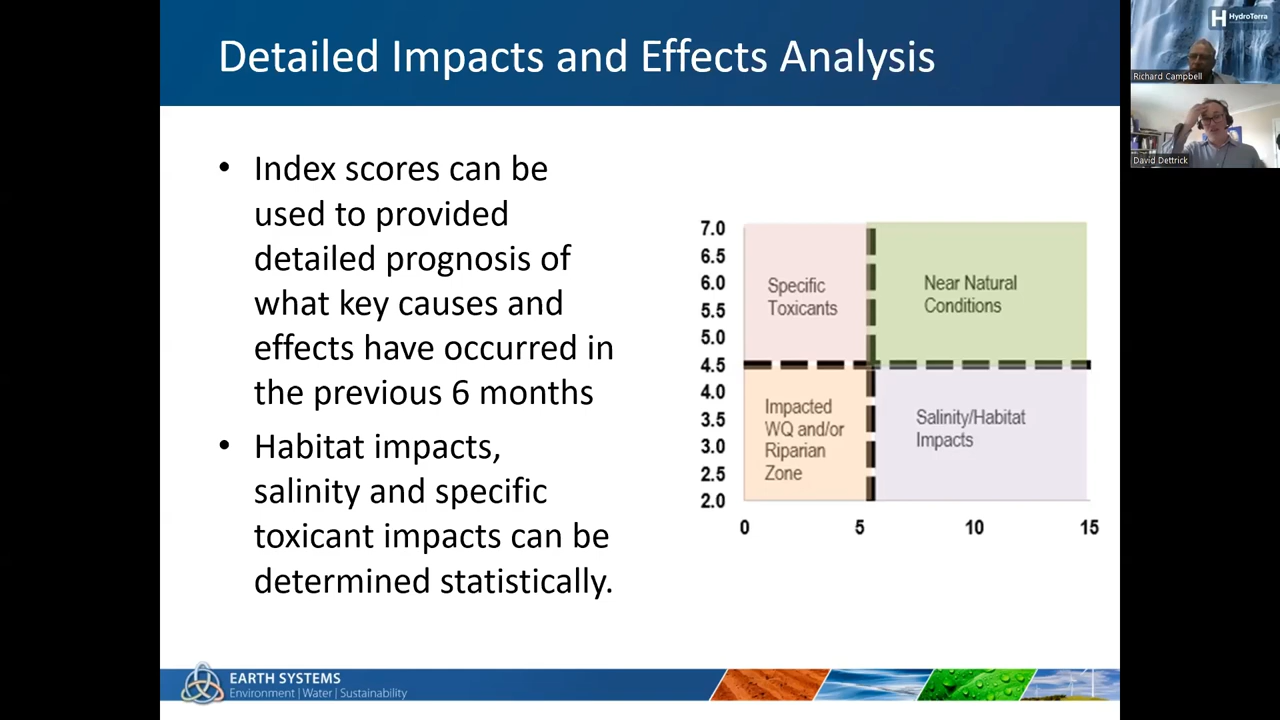 Detailed Impacts and Effects Analysis
HydroTerra
Richard Campbell
David Dettrick
• Index scores can be
used to provided
detailed prognosis of
what key causes and
effects have occurred in
the previous 6 months
• Habitat impacts,
salinity and specific
toxicant impacts can be
determined statistically.
7.0
6.5
6.0
5.5
5.0
4.5
4.0
3.5
3.0
2.5
2.0
Specific
Toxicants
Near Natural
Conditions
Impacted
WQ and/or
Riparian
Zone
Salinity/Habitat
Impacts
0 5 10 15
EARTH SYSTEMS
Environment | Water | Sustainability